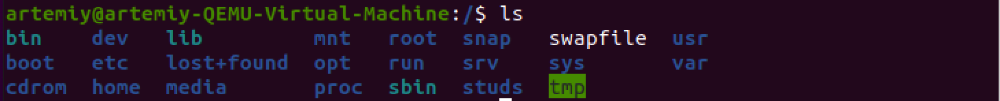 artemiy@artemiy-QEMU-Virtual-Machine:/$ ls
bin dev lib mnt root snap swapfile usr
boot etc lost+found opt run srv sys var
cdrom home media proc sbin studs tmp